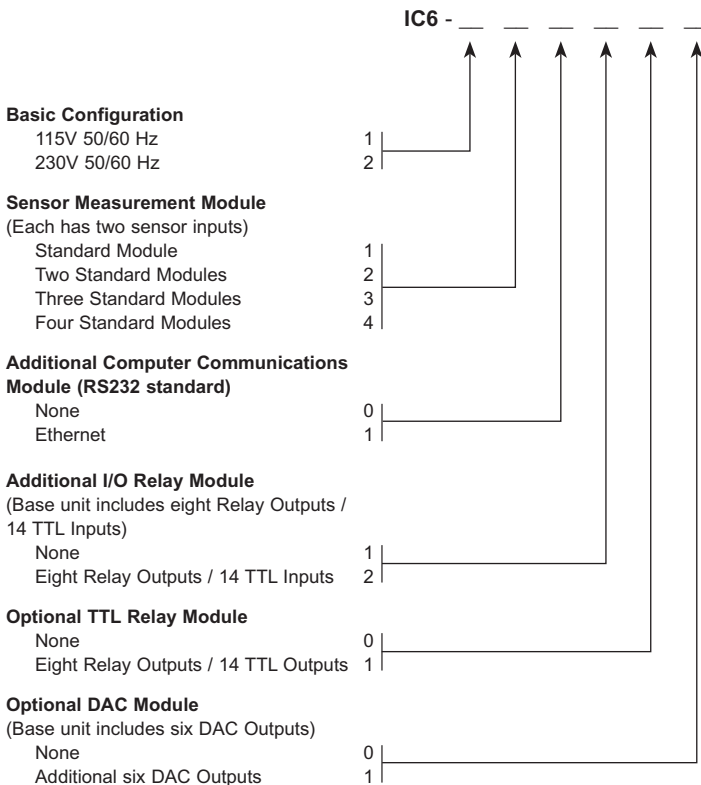 IC6 - __ __ __ __ __ __
Basic Configuration
115V 50/60 Hz 1
230V 50/60 Hz 2
Sensor Measurement Module
(Each has two sensor inputs)
Standard Module 1
Two Standard Modules 2
Three Standard Modules 3
Four Standard Modules 4
Additional Computer Communications
Module (RS232 standard)
None 0
Ethernet 1
Additional I/O Relay Module
(Base unit includes eight Relay Outputs /
14 TTL Inputs)
None 1
Eight Relay Outputs / 14 TTL Inputs 2
Optional TTL Relay Module
None 0
Eight Relay Outputs / 14 TTL Outputs 1
Optional DAC Module
(Base unit includes six DAC Outputs)
None 0
Additional six DAC Outputs 1